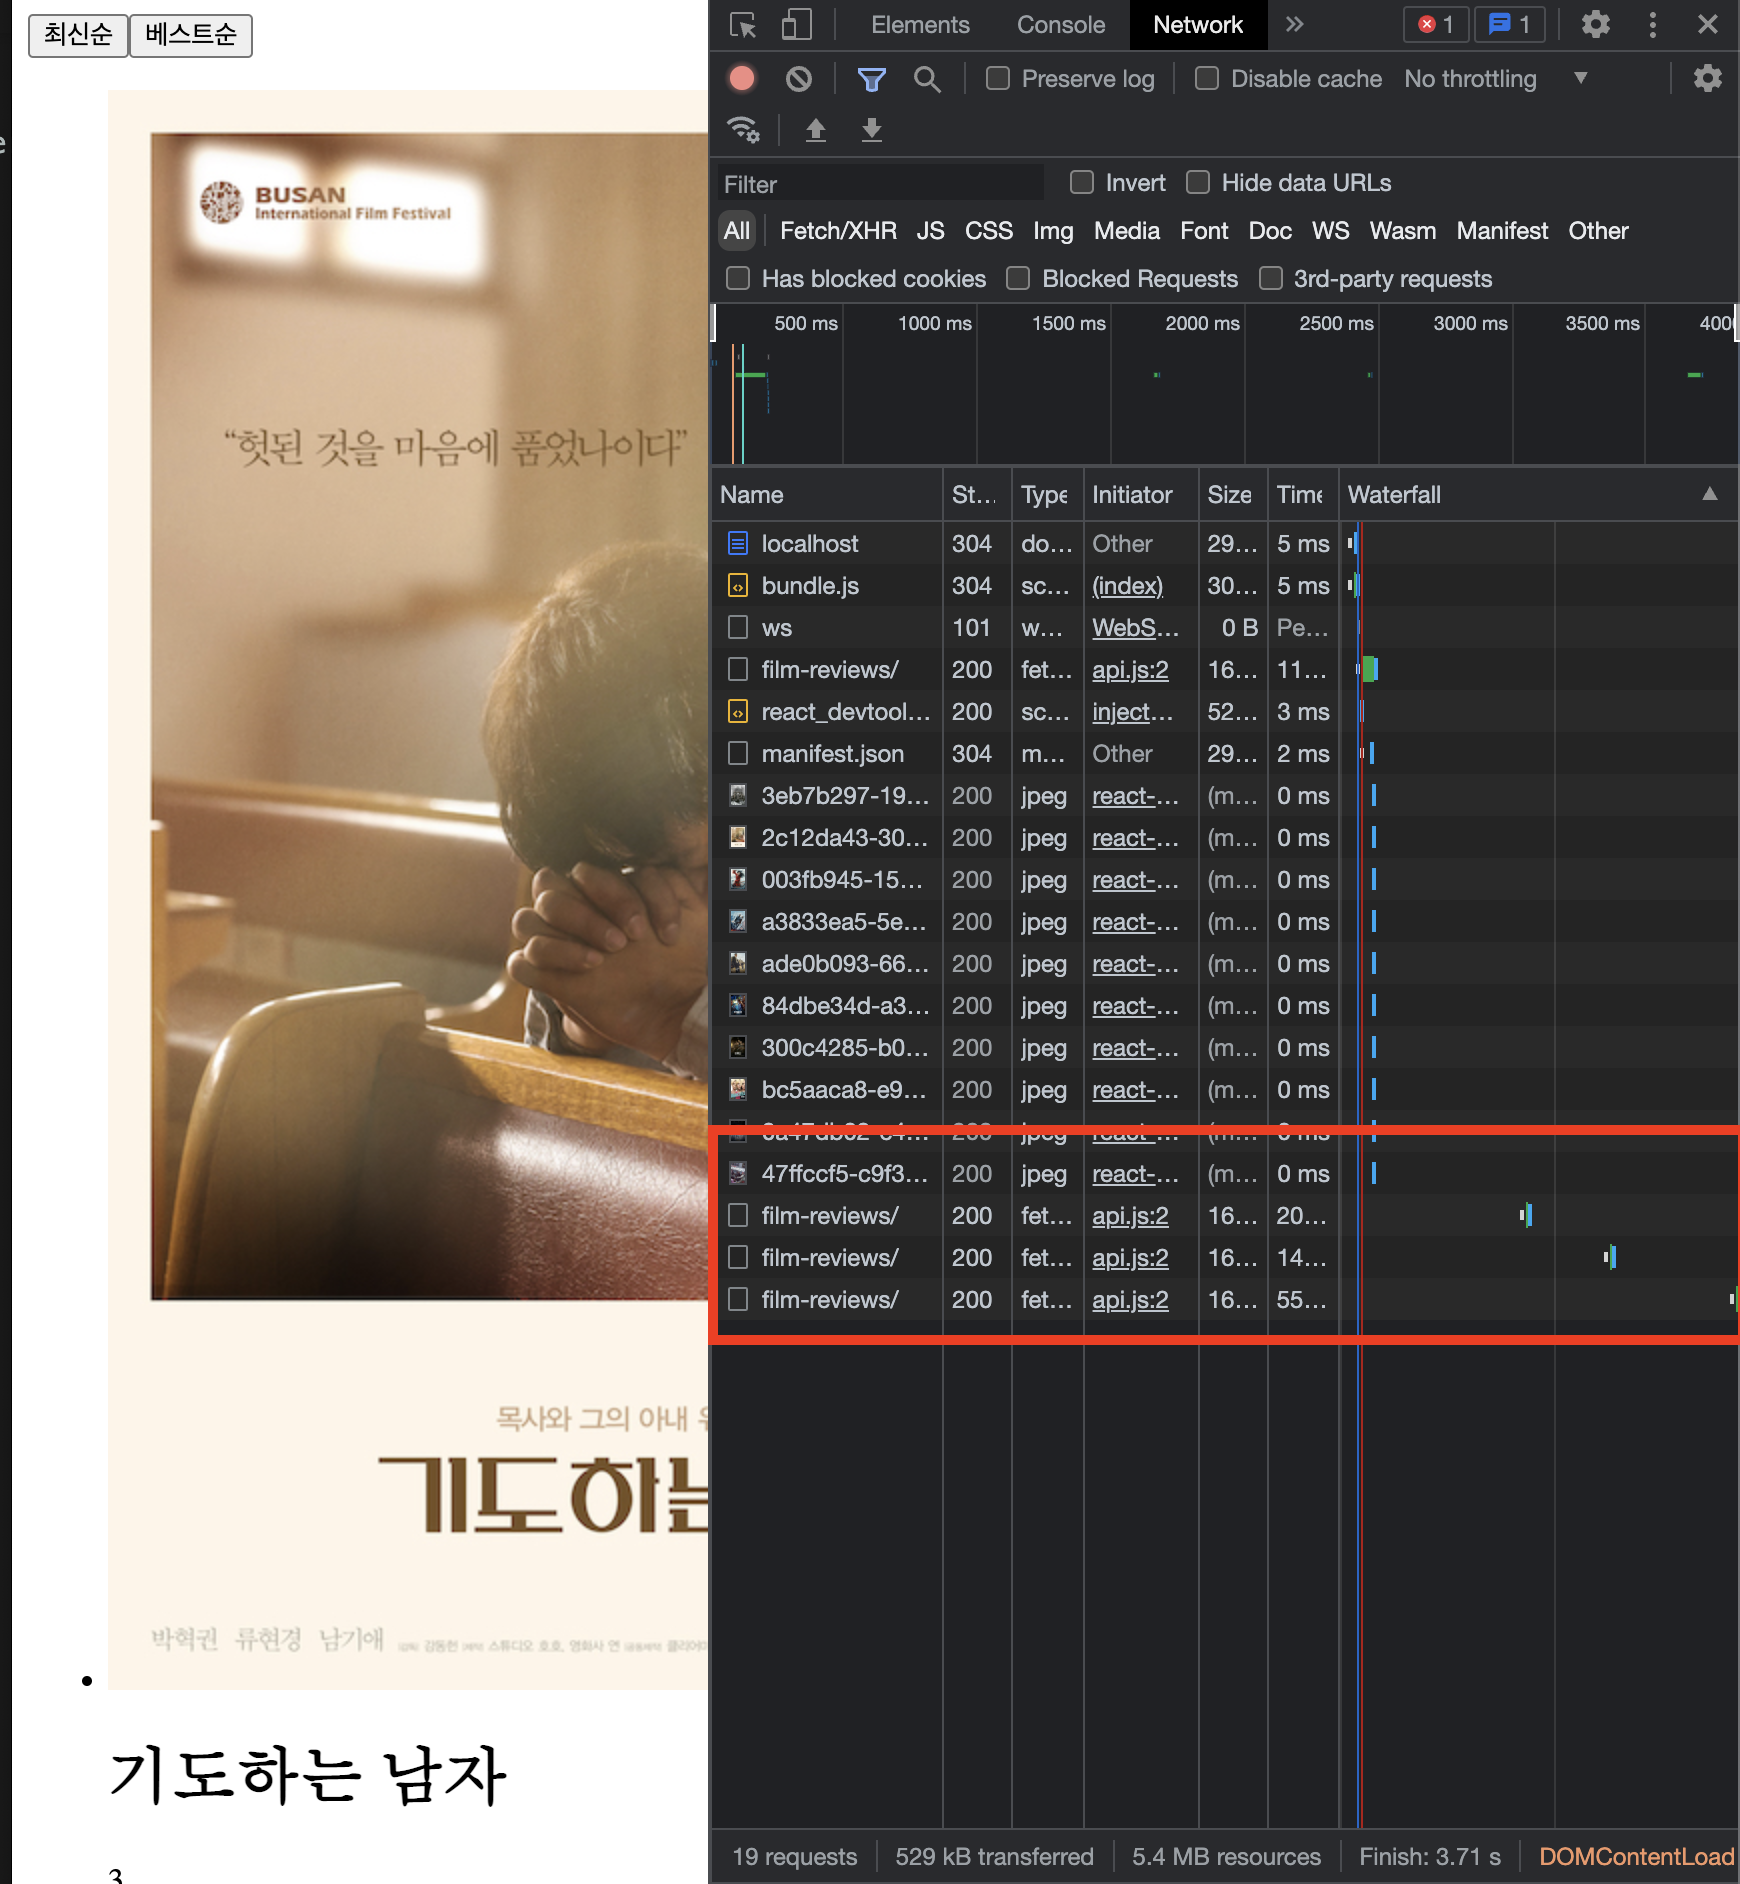 최신순 베스트순
BUSAN
International Film Festival
“헛된 것을 마음에 품었나이다”
목사와 그의 아내
기도하는
박혁권 류현경 남기애
기도하는 남자
3
Elements Console Network 1 1
Preserve log Disable cache No throttling
Filter Invert Hide data URLs
All Fetch/XHR JS CSS Img Media Font Doc WS Wasm Manifest Other
Has blocked cookies Blocked Requests 3rd-party requests
500 ms 1000 ms 1500 ms 2000 ms 2500 ms 3000 ms 3500 ms 400
Name St... Type Initiator Size Time Waterfall
localhost 304 do... Other 29... 5 ms
bundle.js 304 sc... (index) 30... 5 ms
ws 101 w... WebS... 0 B Pe...
film-reviews/ 200 fet... api.js:2 16... 11...
react_devtool... 200 sc... inject... 52... 3 ms
manifest.json 304 m... Other 29... 2 ms
3eb7b297-19... 200 jpeg react-... (m... 0 ms
2c12da43-30... 200 jpeg react-... (m... 0 ms
003fb945-15... 200 jpeg react-... (m... 0 ms
a3833ea5-5e... 200 jpeg react-... (m... 0 ms
ade0b093-66... 200 jpeg react-... (m... 0 ms
84dbe34d-a3... 200 jpeg react-... (m... 0 ms
300c4285-b0... 200 jpeg react-... (m... 0 ms
bc5aaca8-e9... 200 jpeg react-... (m... 0 ms
200 jpeg react-... (m... 0 ms
47ffccf5-c9f3... 200 jpeg react-... (m... 0 ms
film-reviews/ 200 fet... api.js:2 16... 20...
film-reviews/ 200 fet... api.js:2 16... 14...
film-reviews/ 200 fet... api.js:2 16... 55...
19 requests 529 kB transferred 5.4 MB resources Finish: 3.71 s DOMContentLoad